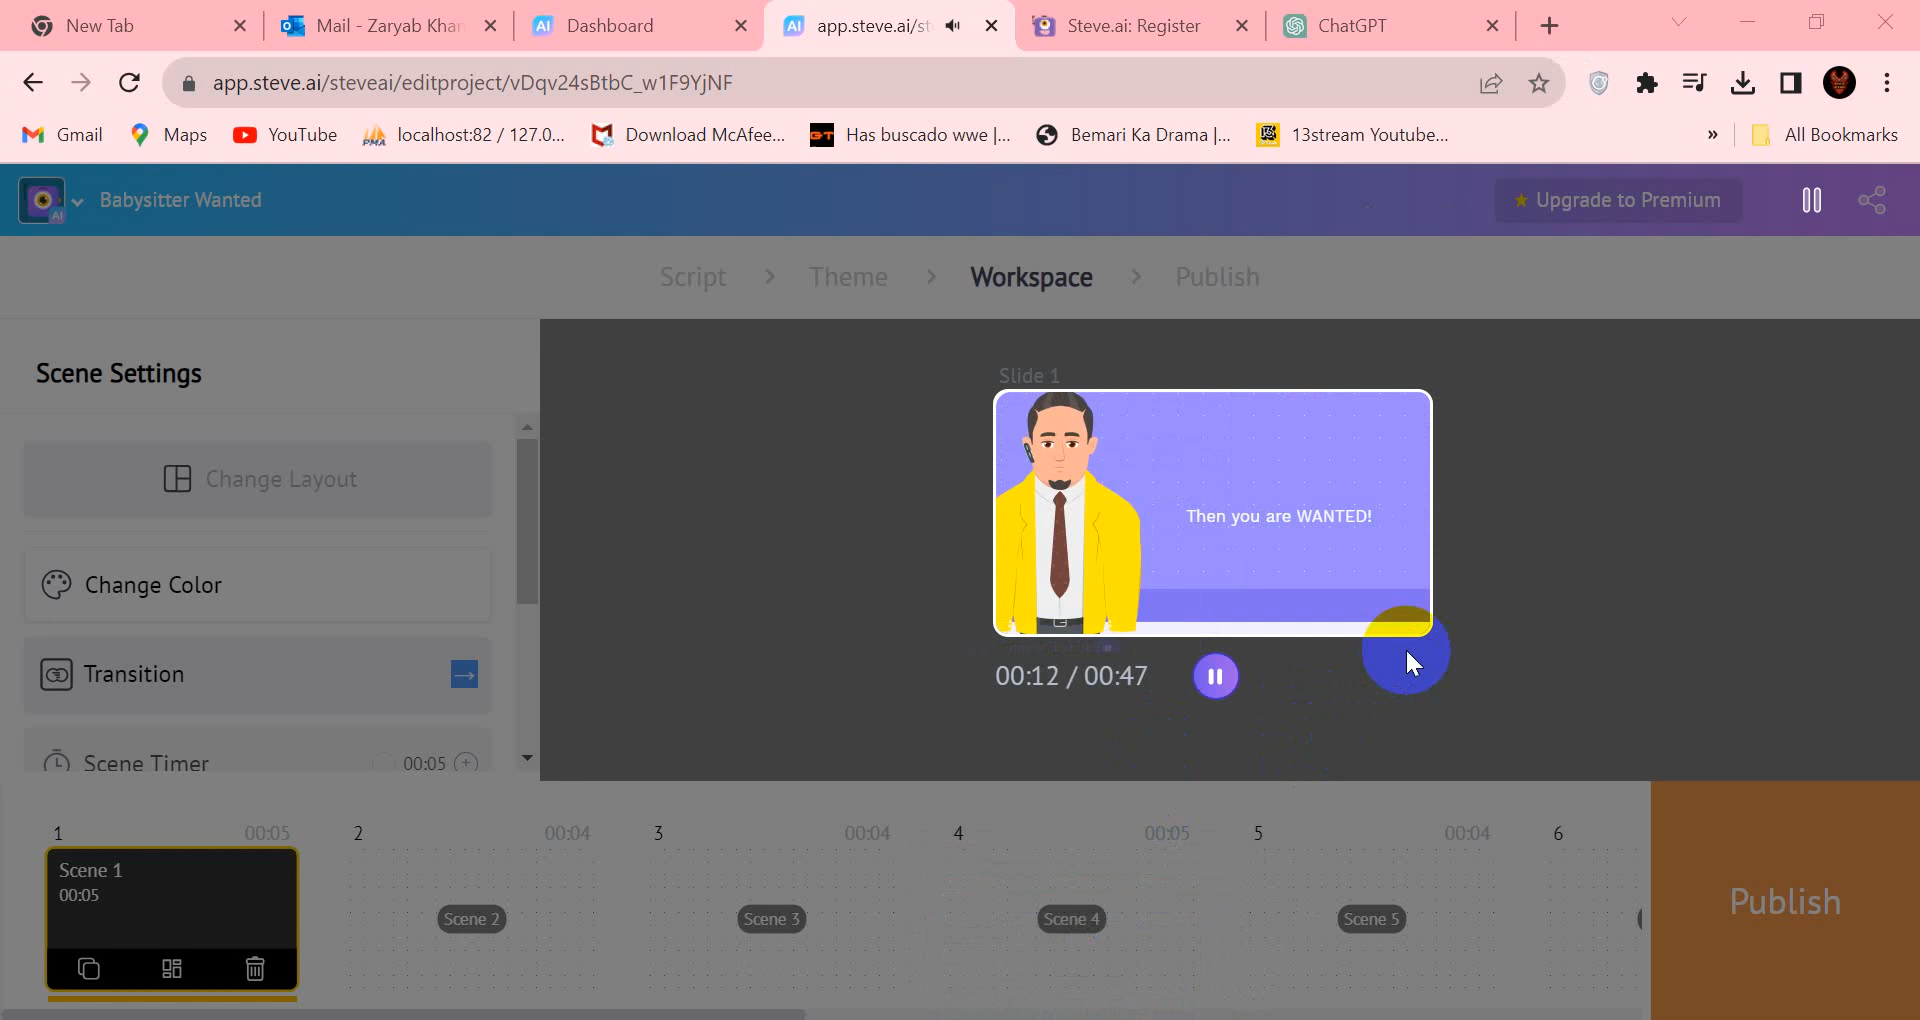 New Tab
Mail - Zaryab Khan
Dashboard
app.steve.ai/st
Steve.ai: Register
ChatGPT
app.steve.ai/steveai/editproject/vDqv24sBtbC_w1F9YjNF
Gmail
Maps
YouTube
localhost:82 / 127.0...
Download McAfee...
Has buscado wwe |...
Bemari Ka Drama |...
13stream Youtube...
»
All Bookmarks
AI
Babysitter Wanted
Upgrade to Premium
Script > Theme > Workspace > Publish
Scene Settings
Slide 1
Change Layout
Then you are WANTED!
Change Color
Transition
00:12 / 00:47
Scene Timer
00:05
1 00:05 2 00:04 3 00:04 4 00:05 5 00:04 6
Scene 1
00:05
Scene 2
Scene 3
Scene 4
Scene 5
Publish